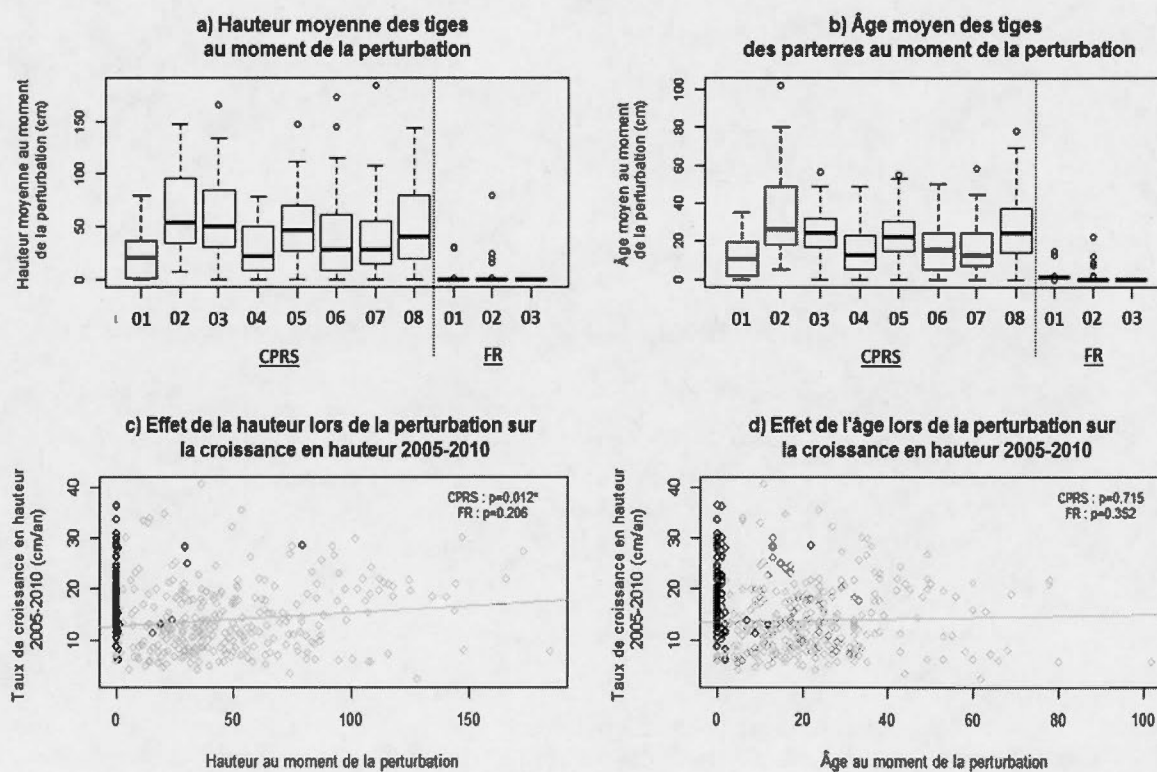 a) Hauteur moyenne des tiges
au moment de la perturbation
Hauteur moyenne au moment
de la perturbation (cm)
150
100
50
0
01 02 03 04 05 06 07 08 01 02 03
CPRS FR
b) Âge moyen des tiges
des parterres au moment de la perturbation
Âge moyen au moment
de la perturbation (cm)
100
80
60
40
20
0
01 02 03 04 05 06 07 08 01 02 03
CPRS FR
c) Effet de la hauteur lors de la perturbation sur
la croissance en hauteur 2005-2010
Taux de croissance en hauteur
2005-2010 (cm/an)
40
30
20
10
CPRS : p=0.012*
FR : p=0.206
0 50 100 150
Hauteur au moment de la perturbation
d) Effet de l'âge lors de la perturbation sur
la croissance en hauteur 2005-2010
Taux de croissance en hauteur
2005-2010 (cm/an)
40
30
20
10
CPRS : p=0.715
FR : p=0.352
0 20 40 60 80 100
Âge au moment de la perturbation